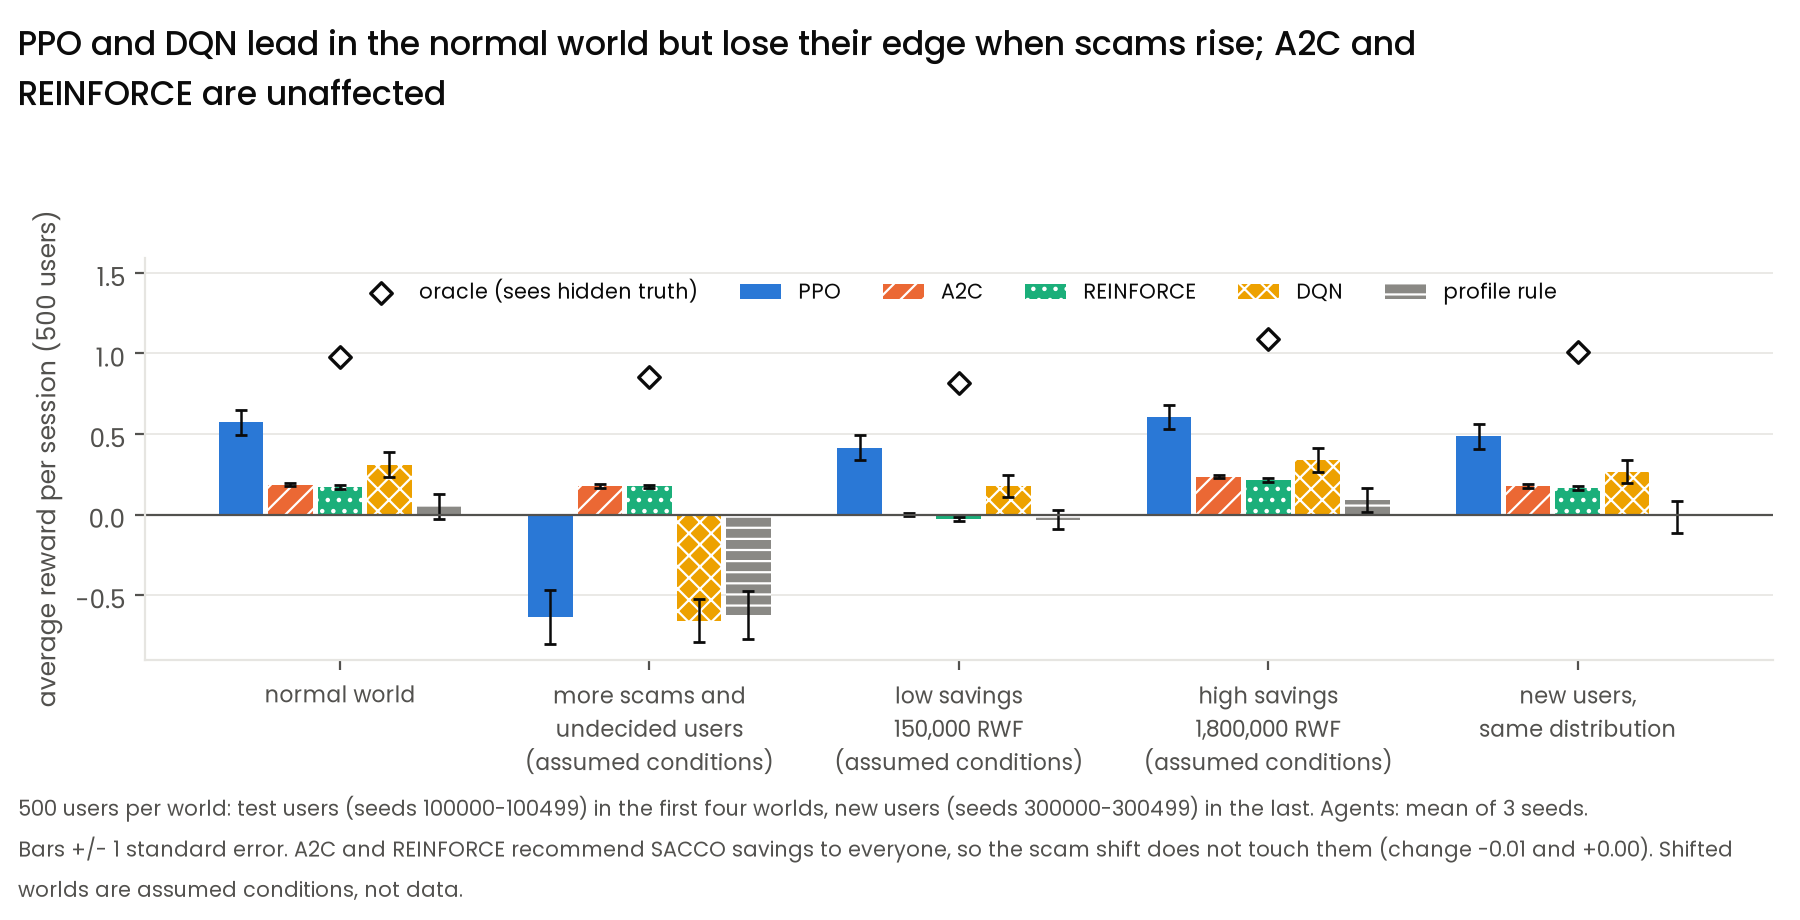 PPO and DQN lead in the normal world but lose their edge when scams rise; A2C and
REINFORCE are unaffected
average reward per session (500 users)
1.5
1.0
0.5
0.0
−0.5
oracle (sees hidden truth)
PPO
A2C
REINFORCE
DQN
profile rule
normal world
more scams and
undecided users
(assumed conditions)
low savings
150,000 RWF
(assumed conditions)
high savings
1,800,000 RWF
(assumed conditions)
new users,
same distribution
500 users per world: test users (seeds 100000-100499) in the first four worlds, new users (seeds 300000-300499) in the last. Agents: mean of 3 seeds.
Bars +/- 1 standard error. A2C and REINFORCE recommend SACCO savings to everyone, so the scam shift does not touch them (change -0.01 and +0.00). Shifted
worlds are assumed conditions, not data.